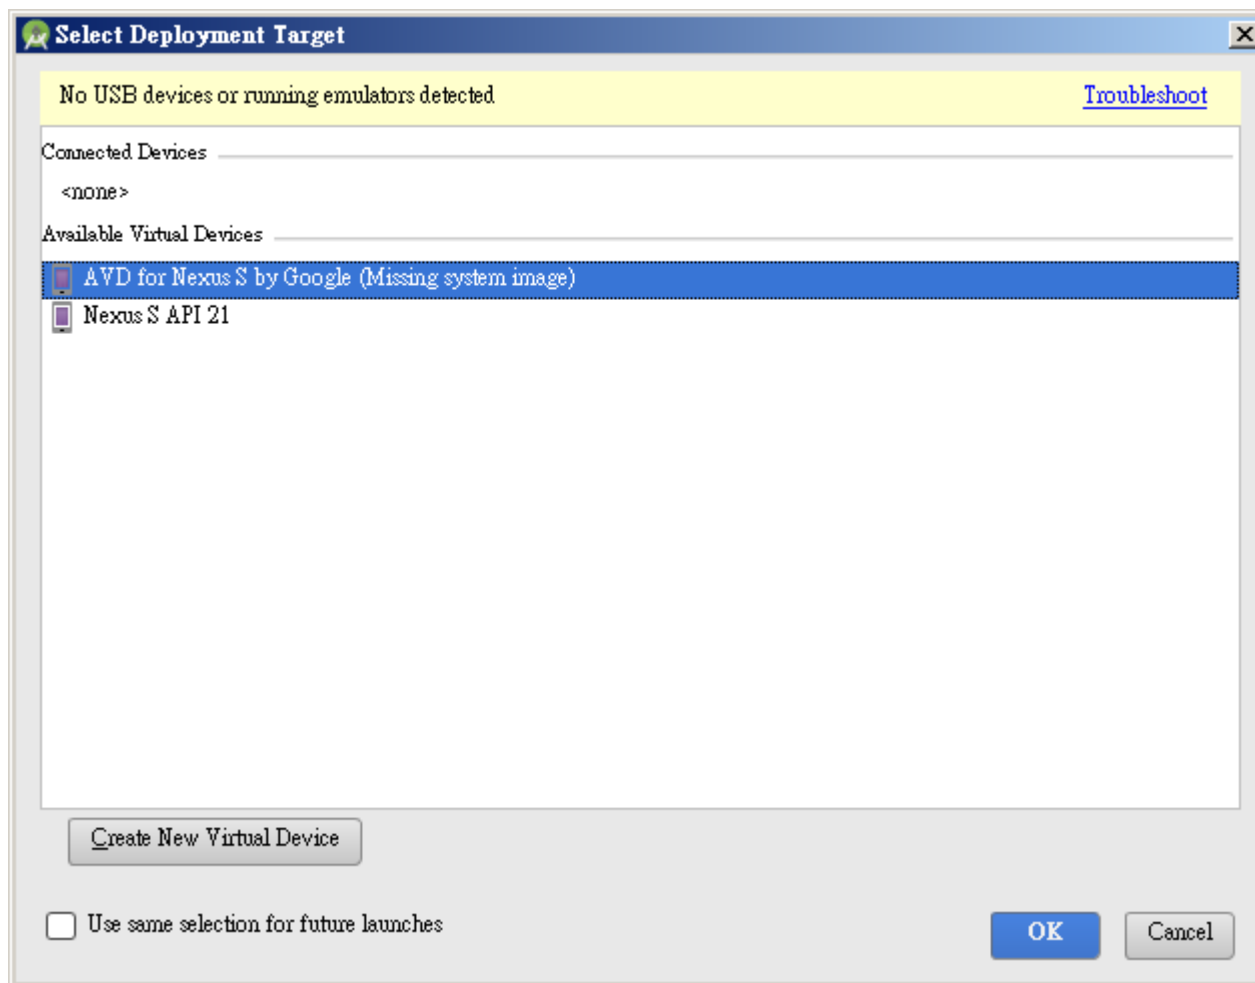 Select Deployment Target
No USB devices or running emulators detected Troubleshoot
Connected Devices
<none>
Available Virtual Devices
AVD for Nexus S by Google (Missing system image)
Nexus S API 21
Create New Virtual Device
Use same selection for future launches
OK Cancel